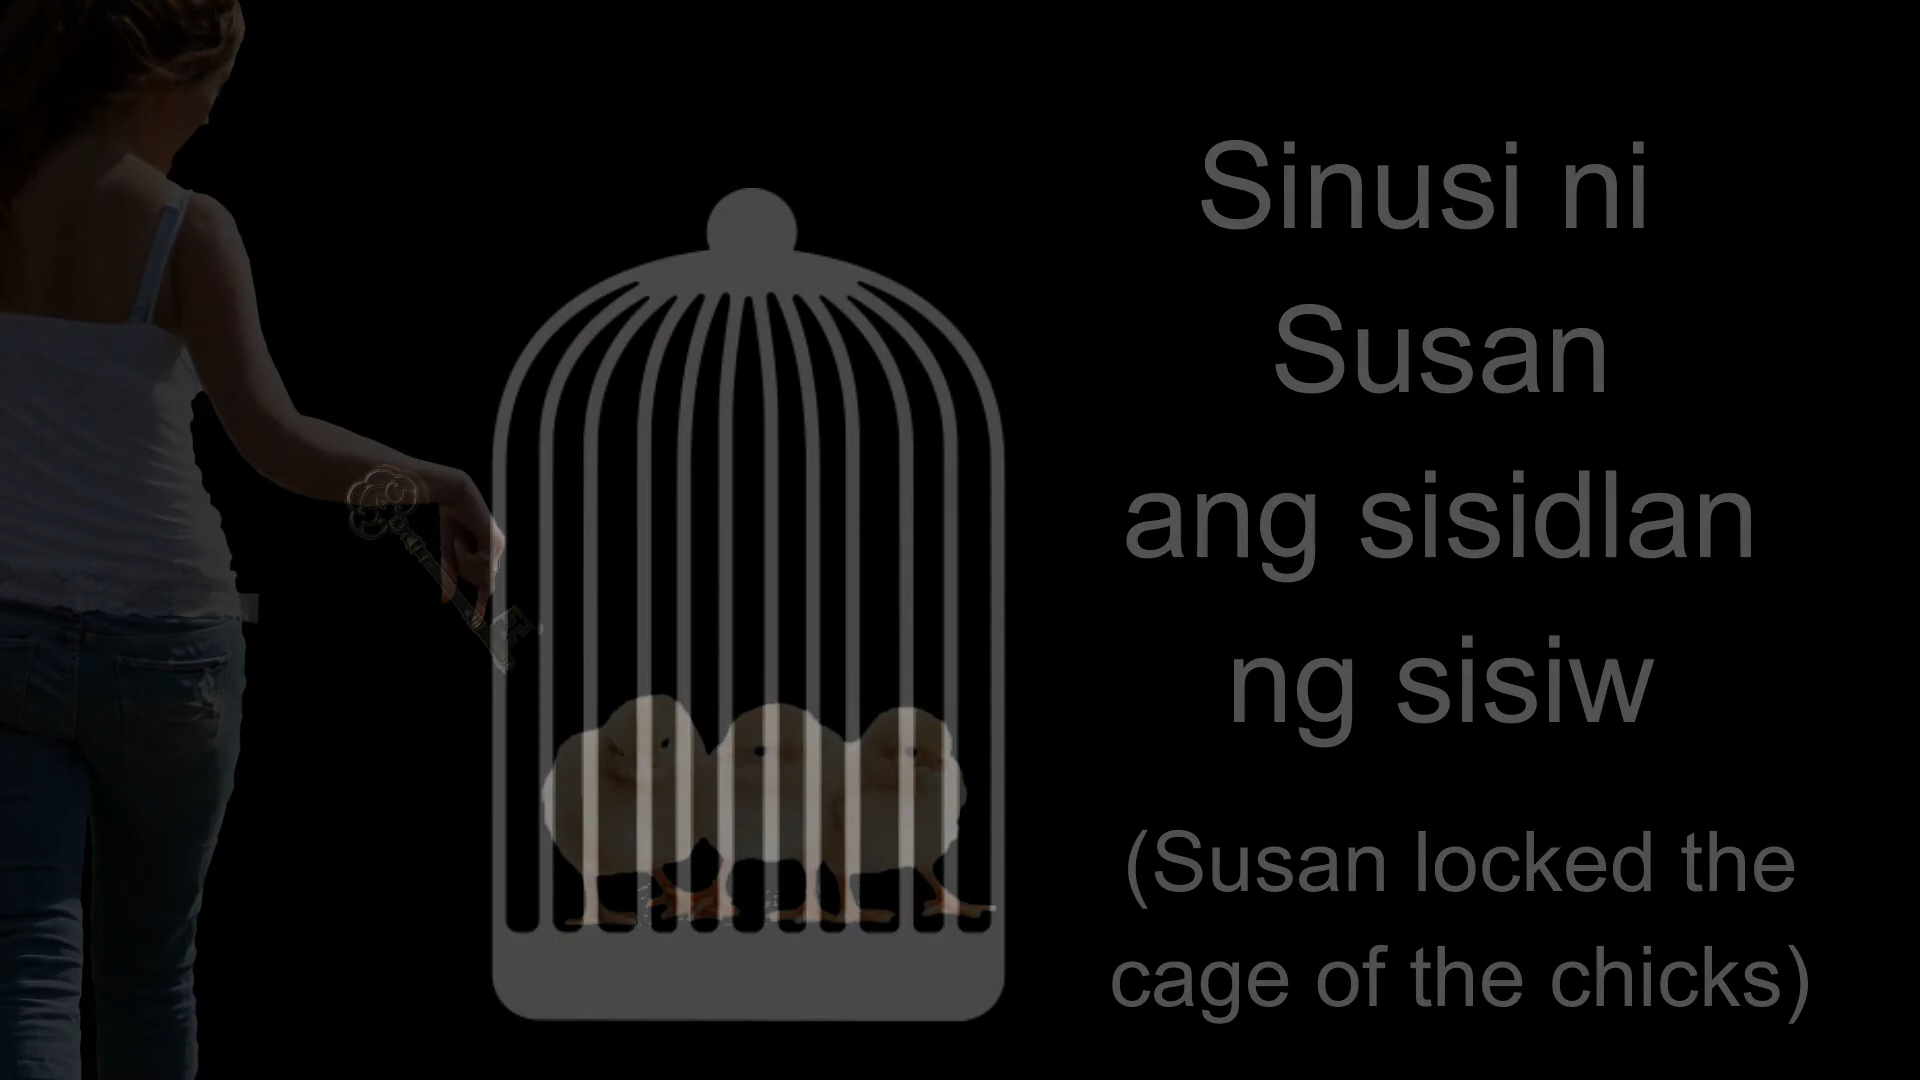 Sinusi ni
Susan
ang sisidlan
ng sisiw
(Susan locked the
cage of the chicks)